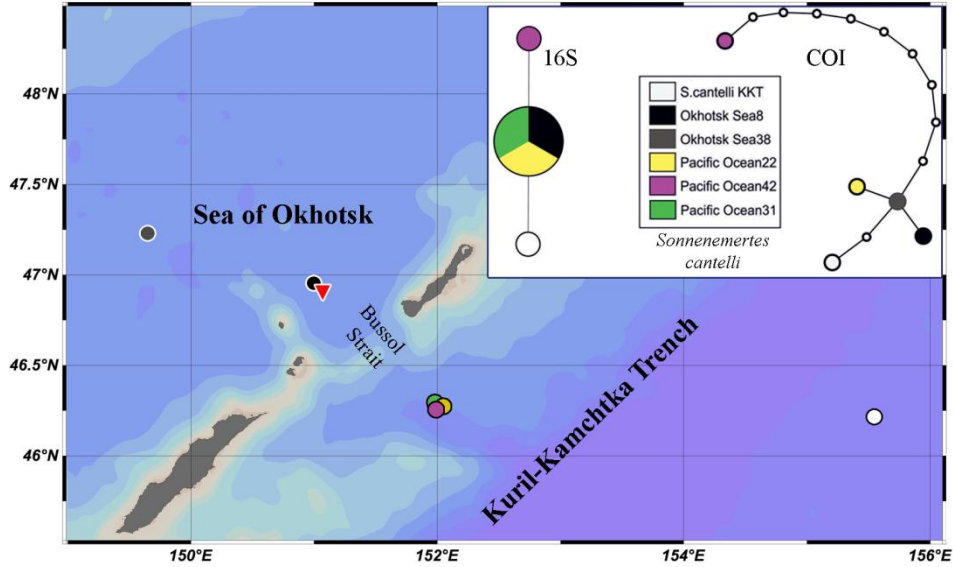 48°N
47.5°N
47°N
46.5°N
46°N
150°E
152°E
154°E
156°E
Sea of Okhotsk
Bussol
Strait
Kuril-Kamchtka Trench
16S
COI
S.cantelli KKT
Okhotsk Sea8
Okhotsk Sea38
Pacific Ocean22
Pacific Ocean42
Pacific Ocean31
Sonnenemertes
cantelli